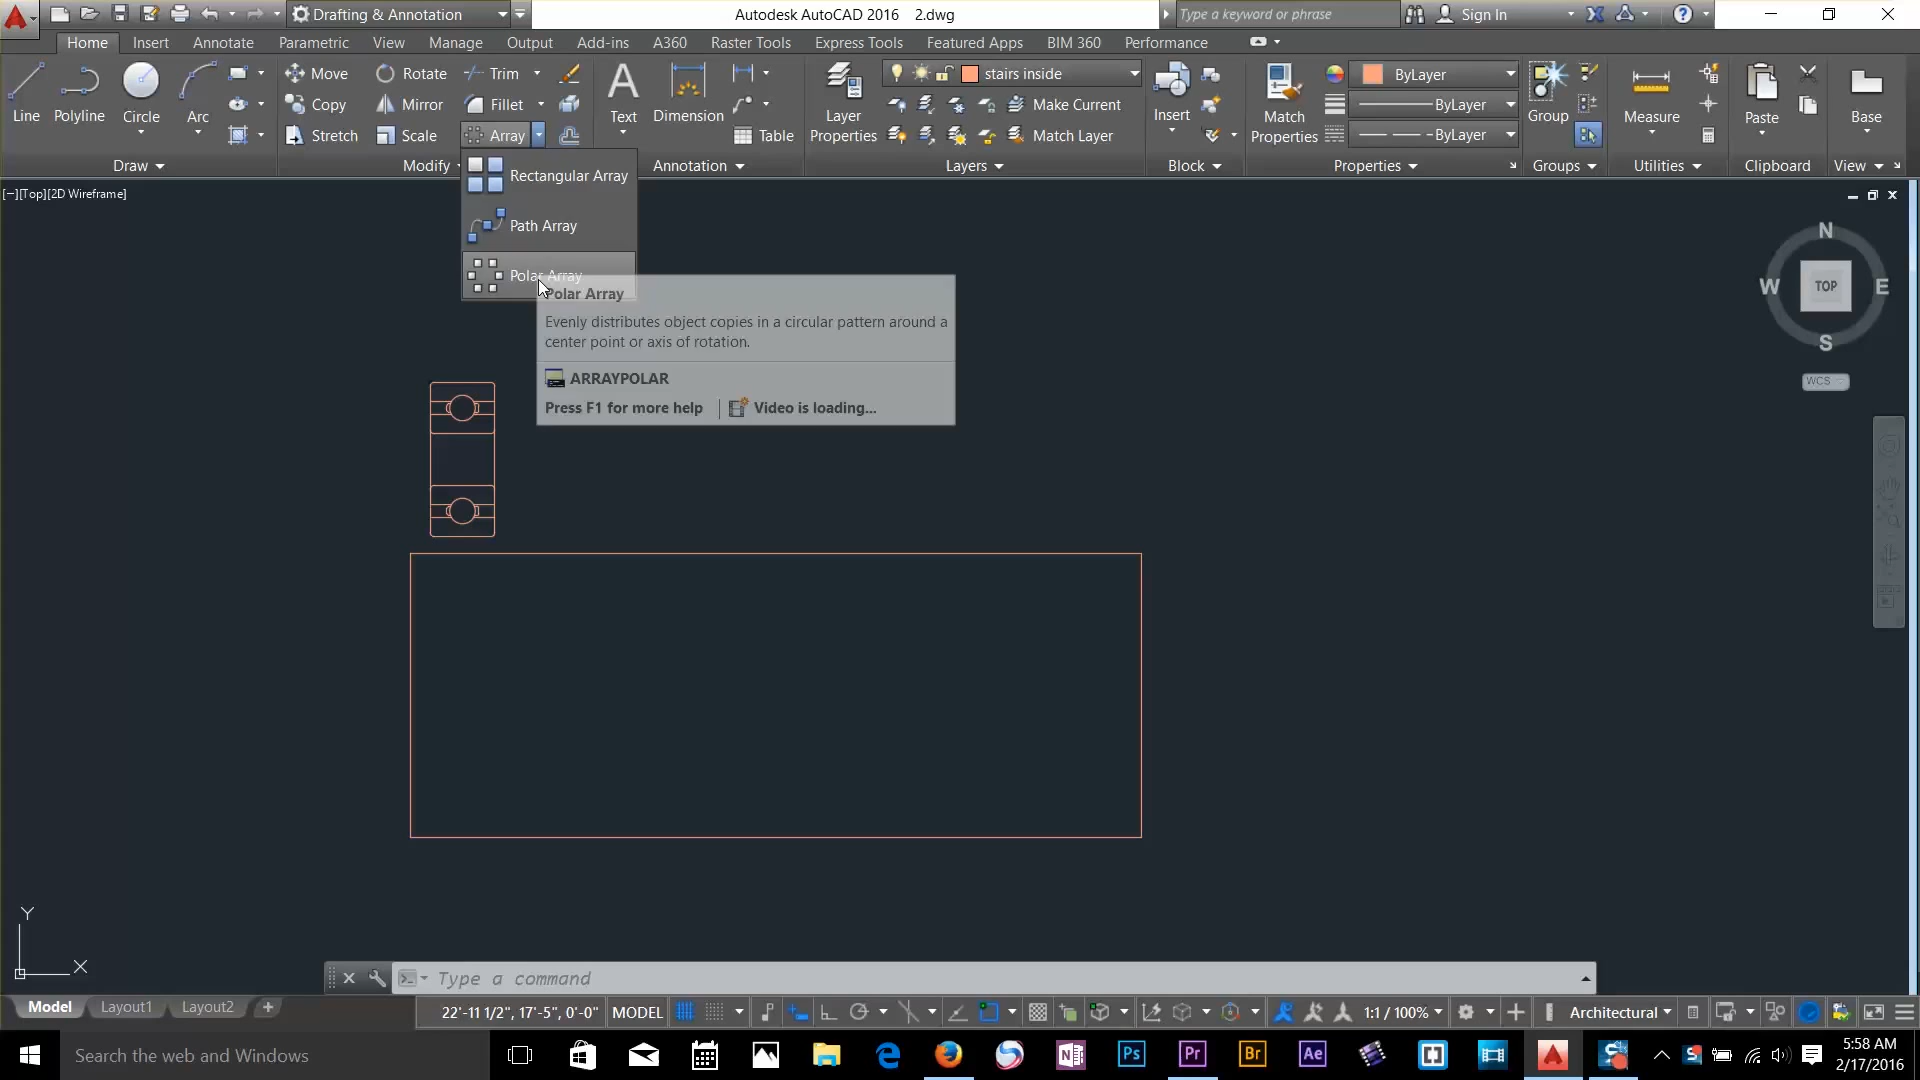 Drafting & Annotation
Autodesk AutoCAD 2016 2.dwg
Type a keyword or phrase
Sign In
Home Insert Annotate Parametric View Manage Output Add-ins A360 Raster Tools Express Tools Featured Apps BIM 360 Performance
Move Rotate Trim stairs inside ByLayer
Copy Mirror Fillet Make Current ByLayer
Line Polyline Circle Arc Text Dimension Layer Properties Insert Match Properties Group Measure Paste Base
Stretch Scale Array Table Match Layer ByLayer
Draw Modify Annotation Layers Block Properties Groups Utilities Clipboard View
[−][Top][2D Wireframe]
Rectangular Array
Path Array
Polar Array
Polar Array
Evenly distributes object copies in a circular pattern around a
center point or axis of rotation.
ARRAYPOLAR
Press F1 for more help Video is loading...
N
W TOP E
S
WCS
Y
X
Type a command
Model Layout1 Layout2 +
22'-11 1/2", 17'-5", 0'-0" MODEL 1:1 / 100% Architectural
Search the web and Windows
N Ps Pr Br Ae
5:58 AM
2/17/2016